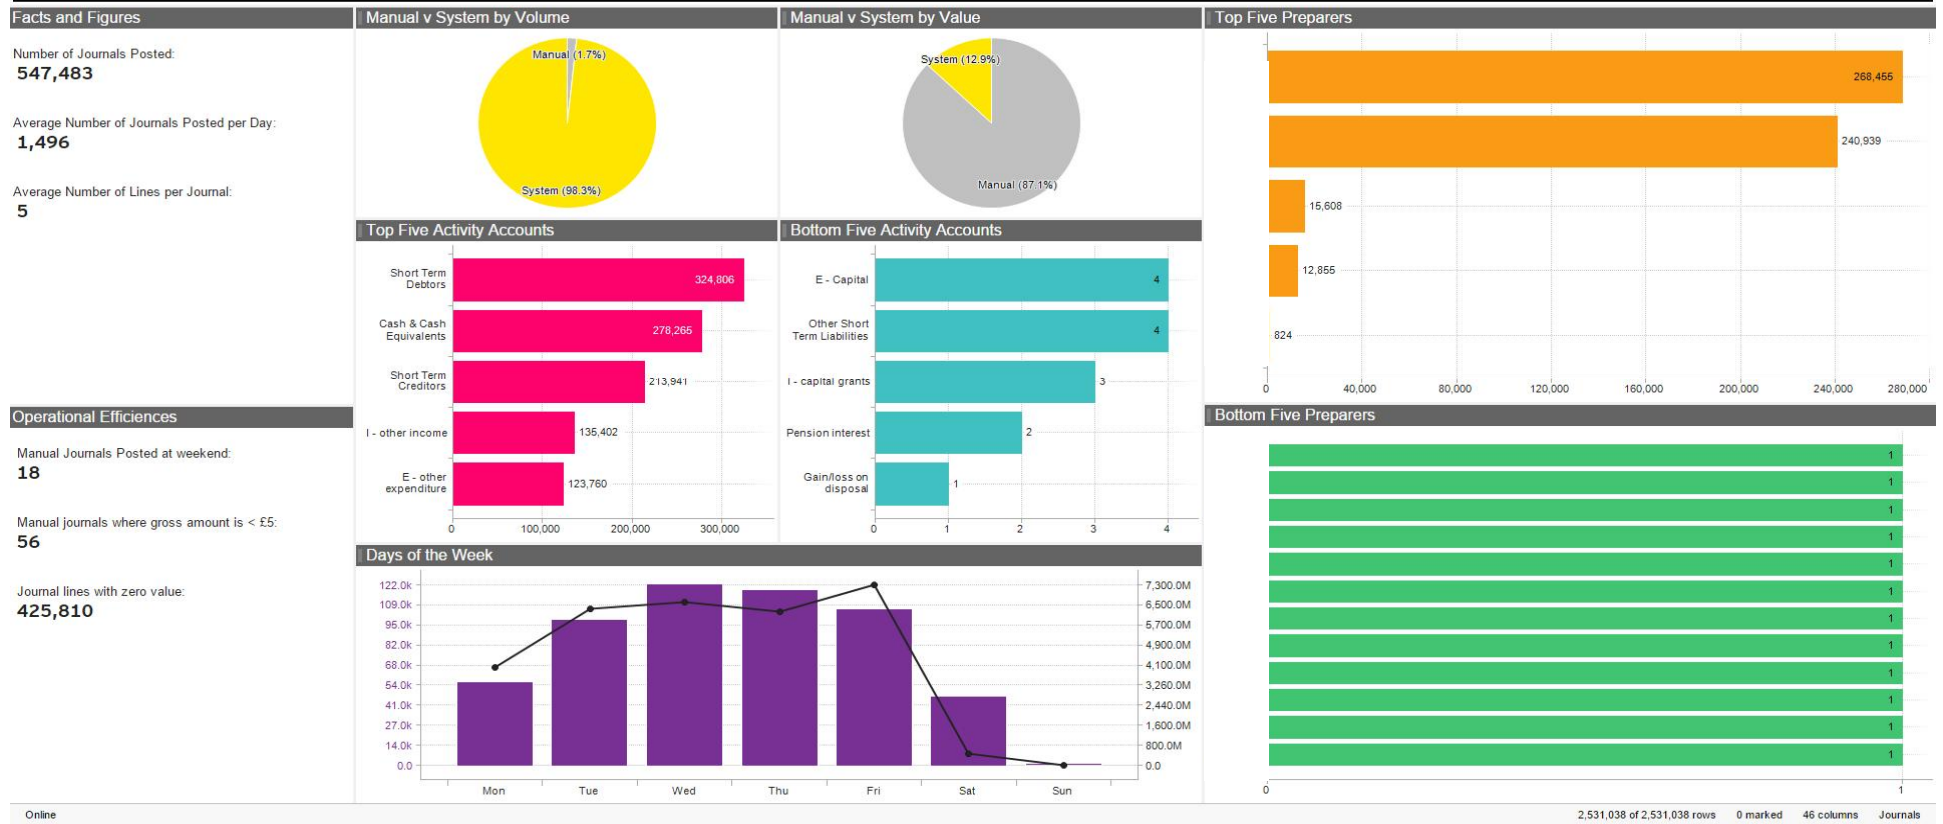 Facts and Figures
Number of Journals Posted:
547,483
Average Number of Journals Posted per Day:
1,496
Average Number of Lines per Journal:
5
Operational Efficiences
Manual Journals Posted at weekend:
18
Manual journals where gross amount is < £5:
56
Journal lines with zero value:
425,810
Manual v System by Volume
Manual (1.7%)
System (98.3%)
Manual v System by Value
System (12.9%)
Manual (87.1%)
Top Five Activity Accounts
Short Term
Debtors
324,806
Cash & Cash
Equivalents
278,265
Short Term
Creditors
213,941
I - other income
135,402
E - other
expenditure
123,760
0 100,000 200,000 300,000
Bottom Five Activity Accounts
E - Capital
4
Other Short
Term Liabilities
4
I - capital grants
3
Pension interest
2
Gain/loss on
disposal
1
0 1 2 3 4
Days of the Week
122.0k
109.0k
95.0k
82.0k
68.0k
54.0k
41.0k
27.0k
14.0k
0.0
7,300.0M
6,500.0M
5,700.0M
4,900.0M
4,100.0M
3,260.0M
2,440.0M
1,600.0M
800.0M
0.0
Mon Tue Wed Thu Fri Sat Sun
Top Five Preparers
268,455
240,939
15,608
12,855
824
0 40,000 80,000 120,000 160,000 200,000 240,000 280,000
Bottom Five Preparers
1
1
1
1
1
1
1
1
1
1
1
1
0 1
Online
2,531,038 of 2,531,038 rows 0 marked 46 columns Journals